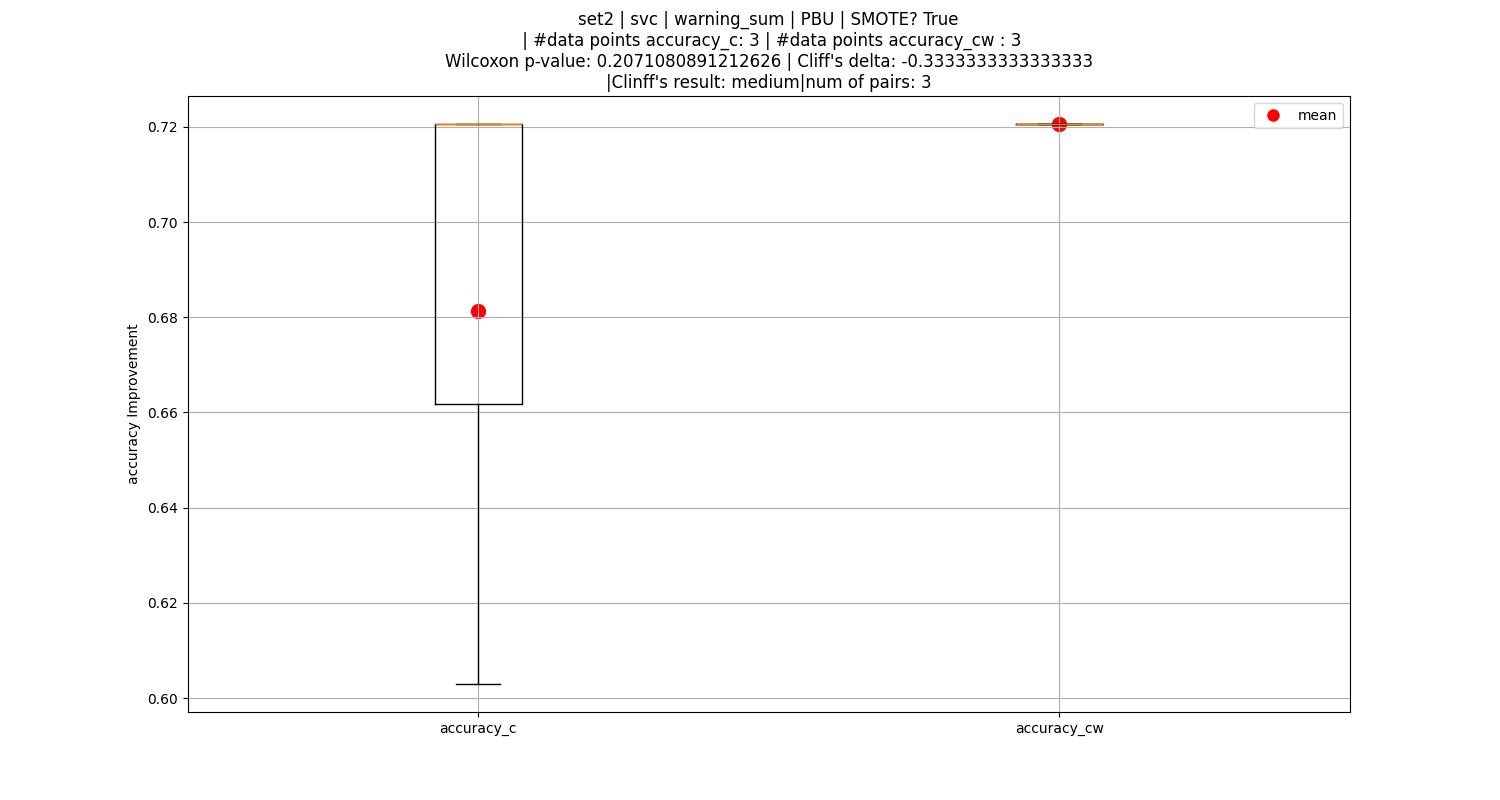 set2 | svc | warning_sum | PBU | SMOTE? True
| #data points accuracy_c: 3 | #data points accuracy_cw : 3
Wilcoxon p-value: 0.2071080891212626 | Cliff's delta: -0.3333333333333333
|Clinff's result: medium|num of pairs: 3
mean
0.72
0.70
0.68
0.66
0.64
0.62
0.60
accuracy Improvement
accuracy_c
accuracy_cw